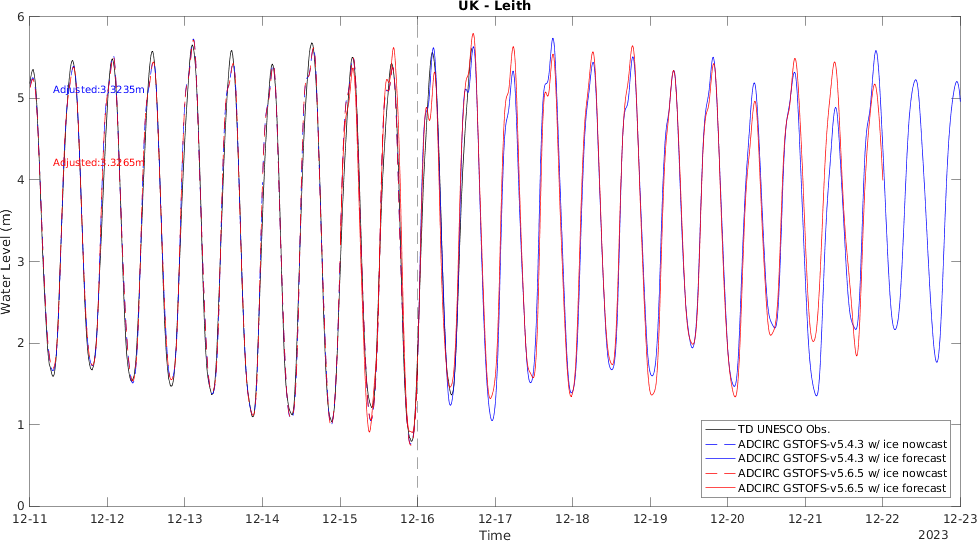 UK - Leith
6
5
4
3
2
1
0
Water Level (m)
Adjusted:3.3235m
Adjusted:3.3265m
TD UNESCO Obs.
ADCIRC GSTOFS-v5.4.3 w/ ice nowcast
ADCIRC GSTOFS-v5.4.3 w/ ice forecast
ADCIRC GSTOFS-v5.6.5 w/ ice nowcast
ADCIRC GSTOFS-v5.6.5 w/ ice forecast
12-11 12-12 12-13 12-14 12-15 12-16 12-17 12-18 12-19 12-20 12-21 12-22 12-23
Time
2023